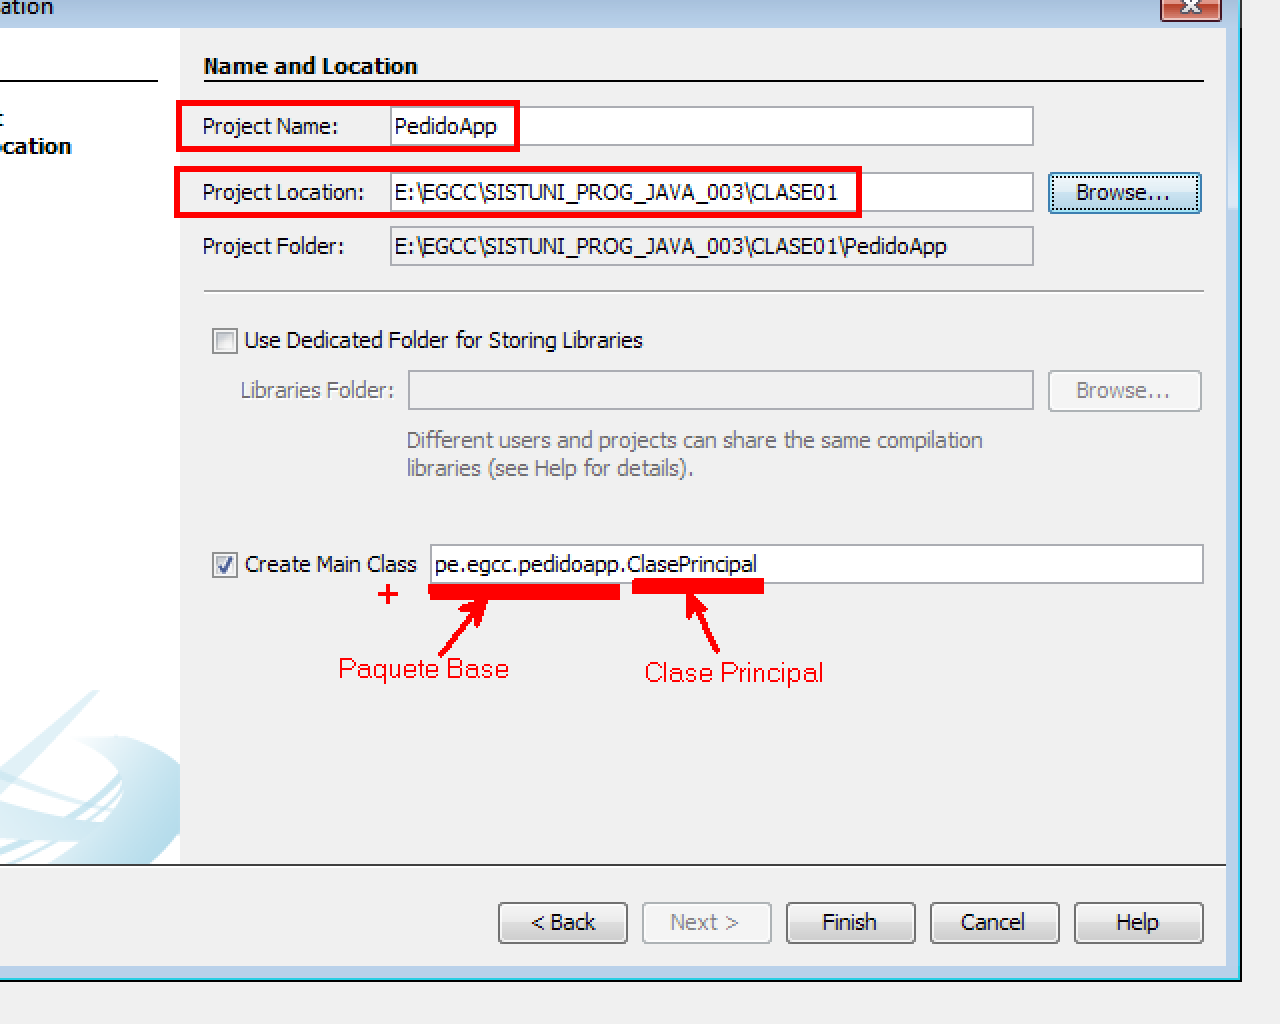 ation
Name and Location
Project Name: PedidoApp
cation
Project Location: E:\EGCC\SISTUNI_PROG_JAVA_003\CLASE01 Browse...
Project Folder: E:\EGCC\SISTUNI_PROG_JAVA_003\CLASE01\PedidoApp
Use Dedicated Folder for Storing Libraries
Libraries Folder: Browse...
Different users and projects can share the same compilation
libraries (see Help for details).
Create Main Class pe.egcc.pedidoapp.ClasePrincipal
+
Paquete Base Clase Principal
< Back Next > Finish Cancel Help